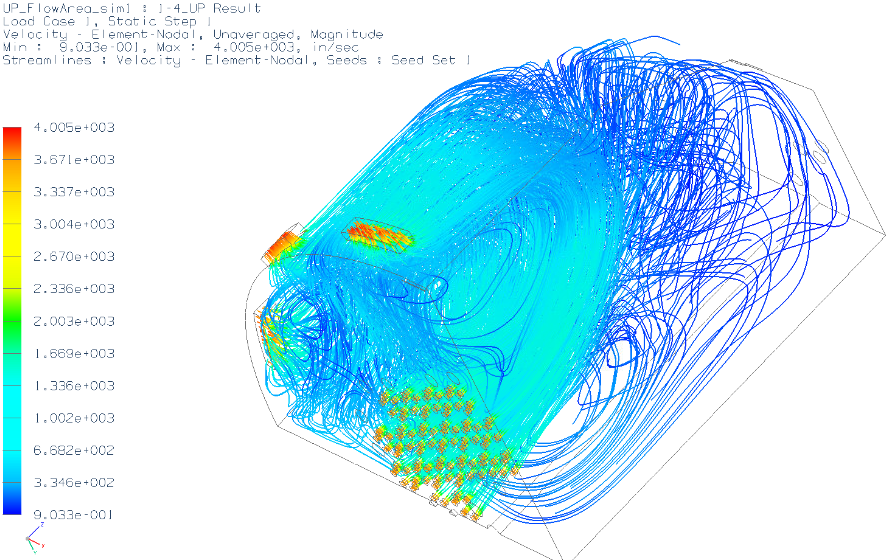 UP_FlowArea_sim1 : 1-4_UP Result
Load Case 1, Static Step 1
Velocity - Element-Nodal, Unaveraged, Magnitude
Min : 9.033e-001, Max : 4.005e+003, in/sec
Streamlines : Velocity - Element-Nodal, Seeds : Seed Set 1
4.005e+003
3.671e+003
3.337e+003
3.004e+003
2.670e+003
2.336e+003
2.003e+003
1.669e+003
1.336e+003
1.002e+003
6.682e+002
3.346e+002
9.033e-001
Z
Y